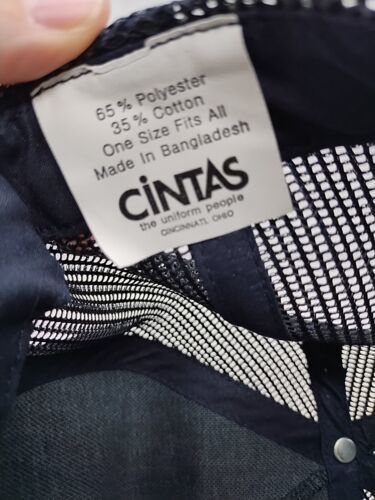 65% Polyester
35% Cotton
One Size Fits All
Made In Bangladesh
CiNTAS
the uniform people
CINCINNATI, OHIO